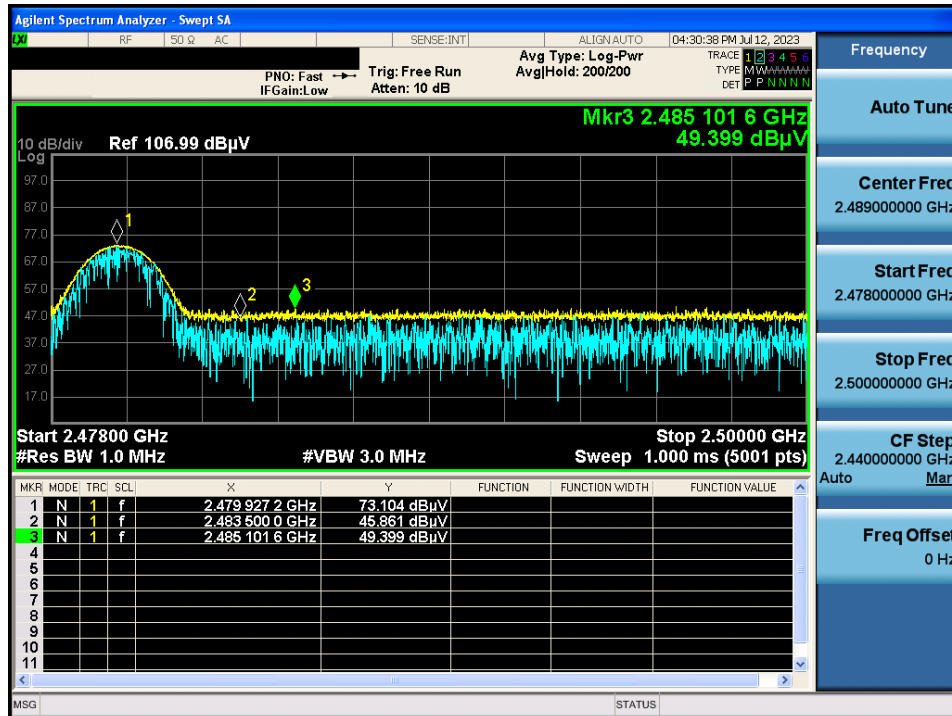 Agilent Spectrum Analyzer - Swept SA
LXI RF 50 Ω AC SENSE:INT ALIGN AUTO 04:30:38 PM Jul 12, 2023
Frequency
PNO: Fast
IFGain:Low
Trig: Free Run
Atten: 10 dB
Avg Type: Log-Pwr
Avg|Hold: 200/200
TRACE 1 2 3 4 5 6
TYPE M W W W W W
DET P P N N N N
Mkr3 2.485 101 6 GHz
49.399 dBµV
10 dB/div
Log
Ref 106.99 dBµV
97.0
87.0
77.0
67.0
57.0
47.0
37.0
27.0
17.0
1
2
3
Start 2.47800 GHz
Stop 2.50000 GHz
#Res BW 1.0 MHz
#VBW 3.0 MHz
Sweep 1.000 ms (5001 pts)
MKR MODE TRC SCL X Y FUNCTION FUNCTION WIDTH FUNCTION VALUE
1 N 1 f 2.479 927 2 GHz 73.104 dBµV
2 N 1 f 2.483 500 0 GHz 45.861 dBµV
3 N 1 f 2.485 101 6 GHz 49.399 dBµV
4
5
6
7
8
9
10
11
MSG
STATUS
Auto Tune
Center Freq
2.489000000 GHz
Start Freq
2.478000000 GHz
Stop Freq
2.500000000 GHz
CF Step
2.440000000 GHz
Auto Man
Freq Offset
0 Hz